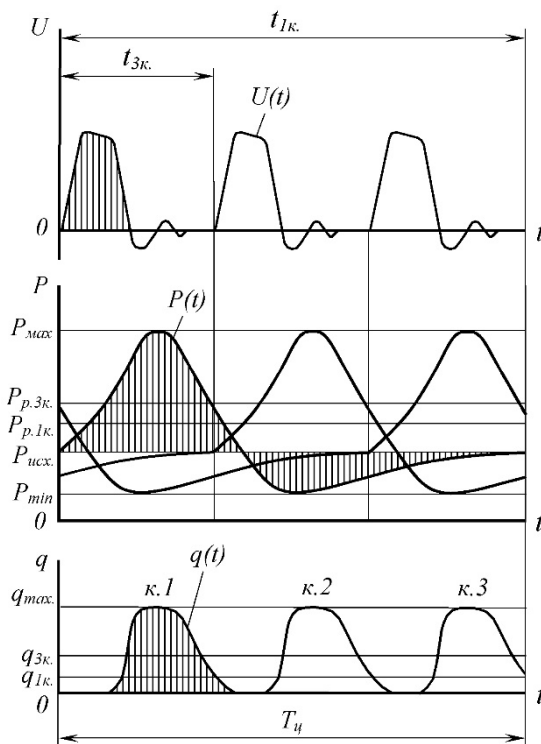 U
t1к.
t3к.
U(t)
0
t
P
P(t)
Pмах
Pр.3к.
Pр.1к.
Pисх.
Pmin
0
t
q
q(t)
к.1
к.2
к.3
qmax.
q3к.
q1к.
0
t
Tц